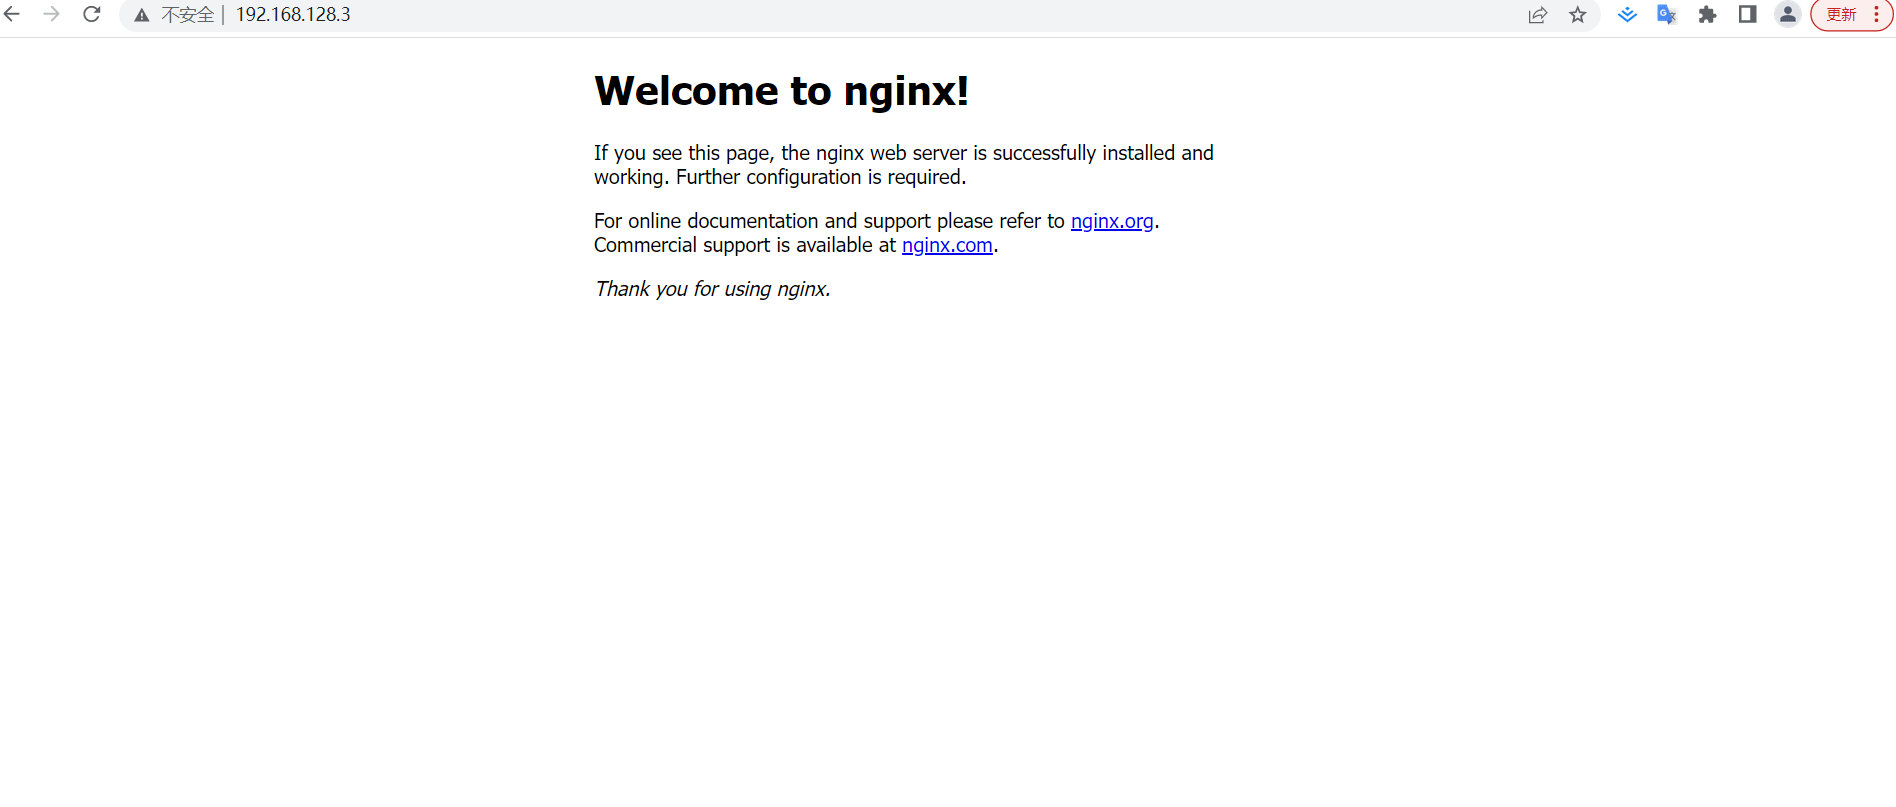 不安全 | 192.168.128.3
更新
Welcome to nginx!
If you see this page, the nginx web server is successfully installed and
working. Further configuration is required.
For online documentation and support please refer to nginx.org.
Commercial support is available at nginx.com.
Thank you for using nginx.